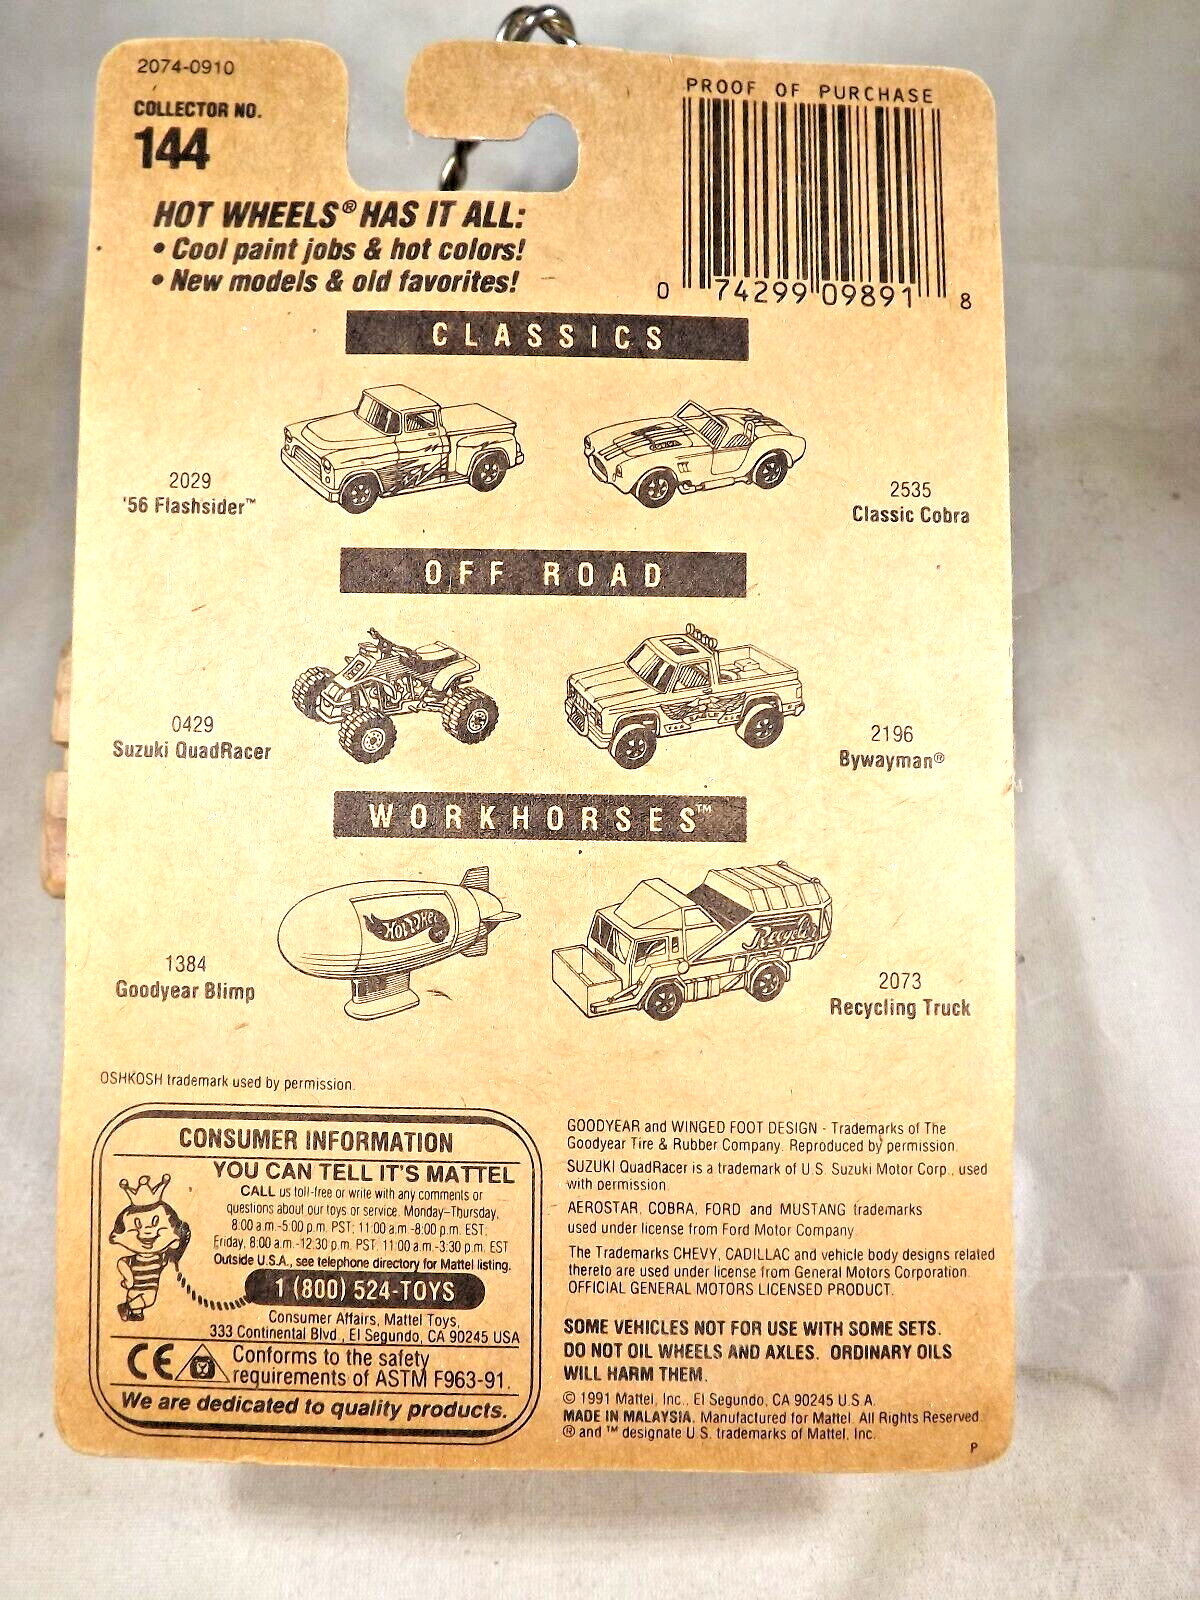 2074-0910
COLLECTOR NO.
144
PROOF OF PURCHASE
0 74299 09891 8
HOT WHEELS® HAS IT ALL:
• Cool paint jobs & hot colors!
• New models & old favorites!
CLASSICS
2029
'56 Flashsider™
2535
Classic Cobra
OFF ROAD
0429
Suzuki QuadRacer
EAGLE
2196
Bywayman®
WORKHORSES™
1384
Goodyear Blimp
Hot Wheels
Recycler
2073
Recycling Truck
OSHKOSH trademark used by permission.
CONSUMER INFORMATION
YOU CAN TELL IT'S MATTEL
CALL us toll-free or write with any comments or
questions about our toys or service. Monday–Thursday,
8:00 a.m.-5:00 p.m. PST; 11:00 a.m.-8:00 p.m. EST;
Friday, 8:00 a.m.-12:30 p.m. PST, 11:00 a.m.-3:30 p.m. EST
Outside U.S.A., see telephone directory for Mattel listing.
1 (800) 524-TOYS
Consumer Affairs, Mattel Toys,
333 Continental Blvd., El Segundo, CA 90245 USA
CE Conforms to the safety
requirements of ASTM F963-91.
We are dedicated to quality products.
GOODYEAR and WINGED FOOT DESIGN - Trademarks of The
Goodyear Tire & Rubber Company. Reproduced by permission.
SUZUKI QuadRacer is a trademark of U.S. Suzuki Motor Corp., used
with permission.
AEROSTAR, COBRA, FORD and MUSTANG trademarks
used under license from Ford Motor Company
The Trademarks CHEVY, CADILLAC and vehicle body designs related
thereto are used under license from General Motors Corporation.
OFFICIAL GENERAL MOTORS LICENSED PRODUCT.
SOME VEHICLES NOT FOR USE WITH SOME SETS.
DO NOT OIL WHEELS AND AXLES. ORDINARY OILS
WILL HARM THEM.
© 1991 Mattel, Inc., El Segundo, CA 90245 U.S.A.
MADE IN MALAYSIA. Manufactured for Mattel. All Rights Reserved.
® and ™ designate U.S. trademarks of Mattel, Inc.
P